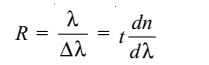 R = λ/Δλ = t dn/dλ